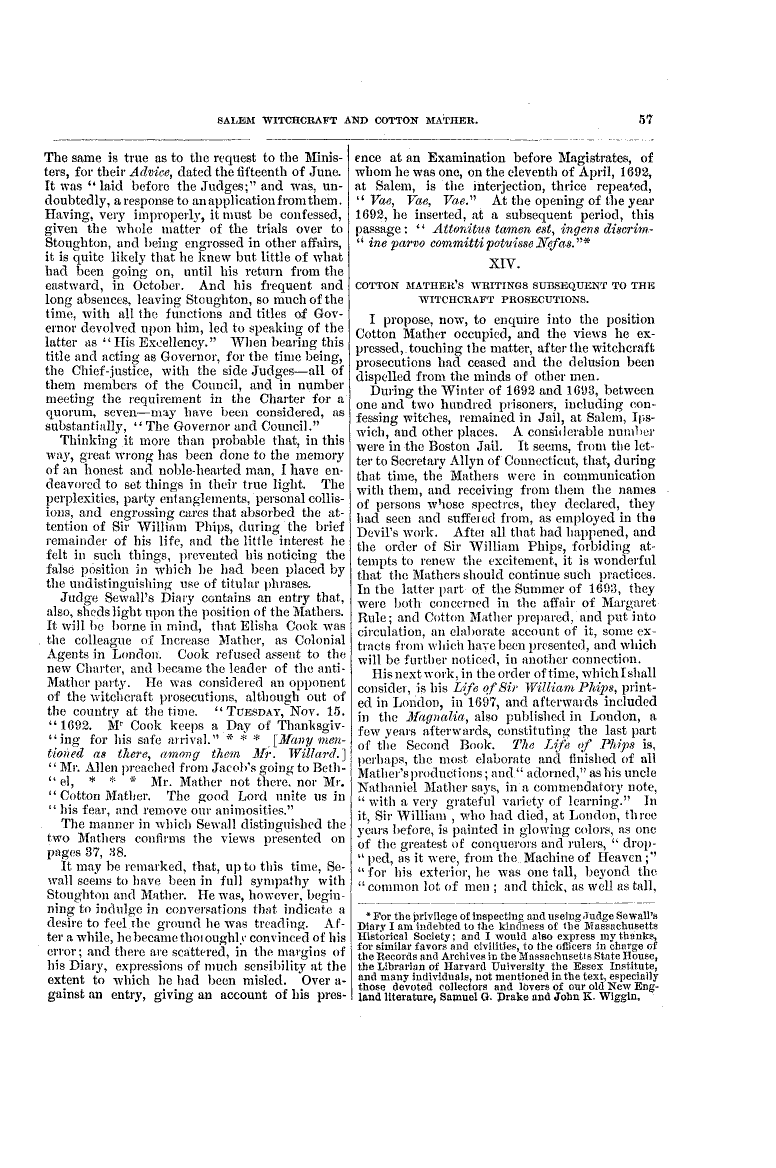 SALEM WITCHCRAFT AND COTTON MATHER. 57
The same is true as to the request to the Minis-
ters, for their Advice, dated the fifteenth of June.
It was “ laid before the Judges;” and was, un-
doubtedly, a response to an application from them.
Having, very improperly, it must be confessed,
given the whole matter of the trials over to
Stoughton, and being engrossed in other affairs,
it is quite likely that he knew but little of what
had been going on, until his return from the
eastward, in October. And his frequent and
long absences, leaving Stoughton, so much of the
time, with all the functions and titles of Gov-
ernor devolved upon him, led to speaking of the
latter as “ His Excellency.” When bearing this
title and acting as Governor, for the time being,
the Chief-justice, with the side Judges—all of
them members of the Council, and in number
meeting the requirement in the Charter for a
quorum, seven—may have been considered, as
substantially, “ The Governor and Council.”
Thinking it more than probable that, in this
way, great wrong has been done to the memory
of an honest and noble-hearted man, I have en-
deavored to set things in their true light. The
perplexities, party entanglements, personal collis-
ions, and engrossing cares that absorbed the at-
tention of Sir William Phips, during the brief
remainder of his life, and the little interest he
felt in such things, prevented his noticing the
false position in which he had been placed by
the undistinguishing use of titular phrases.
Judge Sewall's Diary contains an entry that,
also, sheds light upon the position of the Mathers.
It will be borne in mind, that Elisha Cook was
the colleague of Increase Mather, as Colonial
Agents in London. Cook refused assent to the
new Charter, and became the leader of the anti-
Mather party. He was considered an opponent
of the witchcraft prosecutions, although out of
the country at the time. “ TUESDAY, NOV. 15.
“ 1692. Mr Cook keeps a Day of Thanksgiv-
“ ing for his safe arrival.” * * * [Many men-
tioned as there, among them Mr. Willard.]
“ Mr. Allen preached from Jacob's going to Beth-
“ el, * * * Mr. Mather not there. nor Mr.
“ Cotton Mather. The good Lord unite us in
“ his fear, and remove our animosities.”
The manner in which Sewall distinguished the
two Mathers confirms the views presented on
pages 37, 38.
It may be remarked, that, up to this time, Se-
wall seems to have been in full sympathy with
Stoughton and Mather. He was, however, begin-
ning to indulge in conversations that indicate a
desire to feel the ground he was treading. Af-
ter a while, he became thoroughly convinced of his
error; and there are scattered, in the margins of
his Diary, expressions of much sensibility at the
extent to which he had been misled. Over a-
gainst an entry, giving an account of his pres-
ence at an Examination before Magistrates, of
whom he was one, on the eleventh of April, 1692,
at Salem, is the interjection, thrice repeated,
“ Vae, Vae, Vae.” At the opening of the year
1692, he inserted, at a subsequent period, this
passage: “ Attonitus tamen est, ingens discrim-
“ ine parvo committi potuisse Nefas.”*
XIV.
COTTON MATHER'S WRITINGS SUBSEQUENT TO THE
WITCHCRAFT PROSECUTIONS.
I propose, now, to enquire into the position
Cotton Mather occupied, and the views he ex-
pressed, touching the matter, after the witchcraft
prosecutions had ceased and the delusion been
dispelled from the minds of other men.
During the Winter of 1692 and 1693, between
one and two hundred prisoners, including con-
fessing witches, remained in Jail, at Salem, Ips-
wich, and other places. A considerable number
were in the Boston Jail. It seems, from the let-
ter to Secretary Allyn of Connecticut, that, during
that time, the Mathers were in communication
with them, and receiving from them the names
of persons whose spectres, they declared, they
had seen and suffered from, as employed in the
Devil's work. After all that had happened, and
the order of Sir William Phips, forbiding at-
tempts to renew the excitement, it is wonderful
that the Mathers should continue such practices.
In the latter part of the Summer of 1693, they
were both concerned in the affair of Margaret
Rule; and Cotton Mather prepared, and put into
circulation, an elaborate account of it, some ex-
tracts from which have been presented, and which
will be further noticed, in another connection.
His next work, in the order of time, which I shall
consider, is his Life of Sir William Phips, print-
ed in London, in 1697, and afterwards included
in the Magnalia, also published in London, a
few years afterwards, constituting the last part
of the Second Book. The Life of Phips is,
perhaps, the most elaborate and finished of all
Mather's productions; and “ adorned,” as his uncle
Nathaniel Mather says, in a commendatory note,
“ with a very grateful variety of learning.” In
it, Sir William , who had died, at London, three
years before, is painted in glowing colors, as one
of the greatest of conquerors and rulers, “ drop-
“ ped, as it were, from the Machine of Heaven;”
“ for his exterior, he was one tall, beyond the
“ common lot of men ; and thick, as well as tall,
* For the privilege of inspecting and useing Judge Sewall's
Diary I am indebted to the kindness of the Massachusetts
Historical Society; and I would also express my thanks,
for similar favors and civilities, to the officers in charge of
the Records and Archives in the Massachusetts State House,
the Librarian of Harvard University the Essex Institute,
and many individuals, not mentioned in the text, especially
those devoted collectors and lovers of our old New Eng-
land literature, Samuel G. Drake and John K. Wiggin.